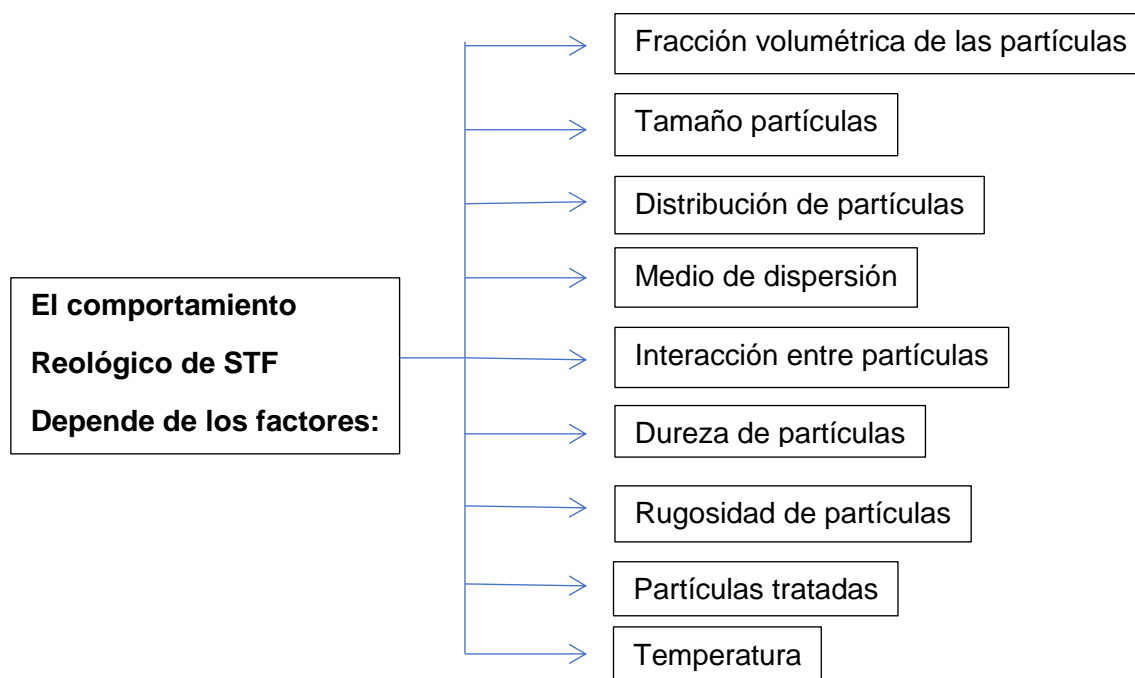 El comportamiento
Reológico de STF
Depende de los factores:
Fracción volumétrica de las partículas
Tamaño partículas
Distribución de partículas
Medio de dispersión
Interacción entre partículas
Dureza de partículas
Rugosidad de partículas
Partículas tratadas
Temperatura